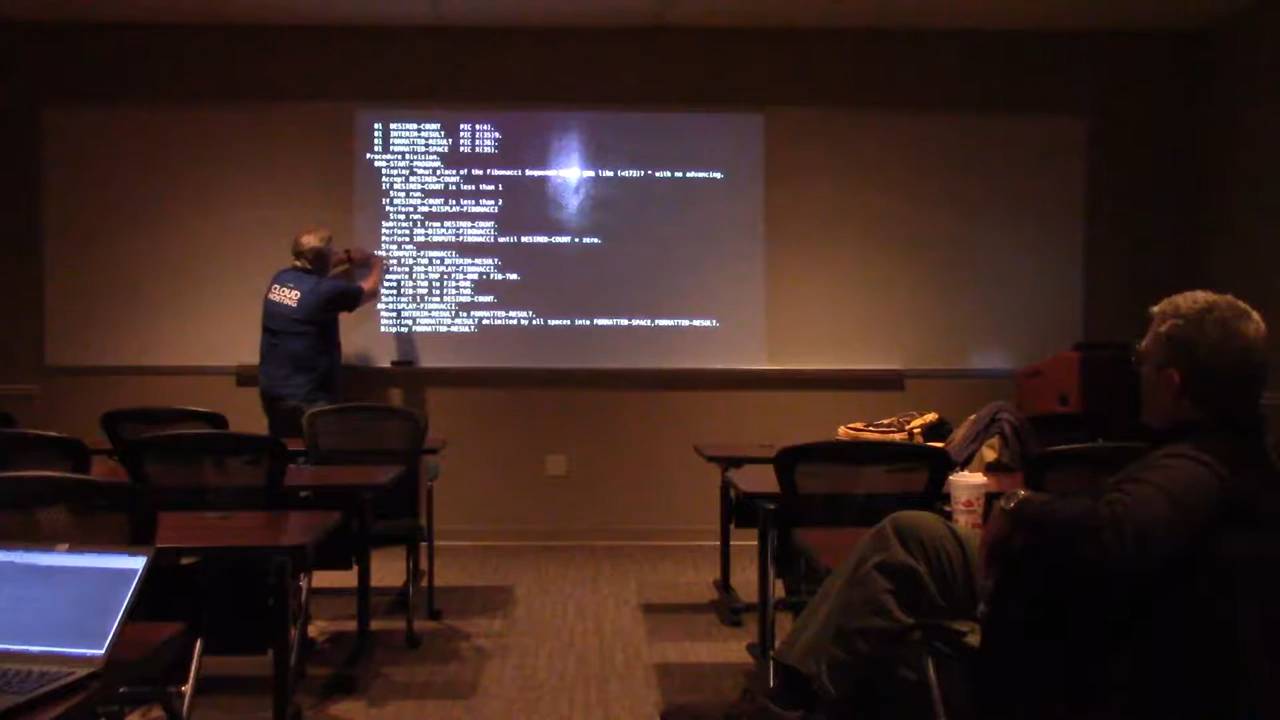 01 DESIRED-COUNT PIC 9(4).
01 INTERIM-RESULT PIC Z(35)9.
01 FORMATTED-RESULT PIC X(36).
01 FORMATTED-SPACE PIC X(35).
Procedure Division.
000-START-PROGRAM.
Display "What place of the Fibonacci like (<173)? " with no advancing.
Accept DESIRED-COUNT.
If DESIRED-COUNT is less than 1
Stop run.
If DESIRED-COUNT is less than 2
Perform 200-DISPLAY-FIBONACCI
Stop run.
Subtract 1 from DESIRED-COUNT.
Perform 200-DISPLAY-FIBONACCI.
Perform 100-COMPUTE-FIBONACCI until DESIRED-COUNT = zero.
Stop run.
100-COMPUTE-FIBONACCI.
ve FIB-TWO to INTERIM-RESULT.
rform 200-DISPLAY-FIBONACCI.
ompute FIB-TMP = FIB-ONE + FIB-TWO.
Move FIB-TWO to FIB-ONE.
Move FIB-TMP to FIB-TWO.
Subtract 1 from DESIRED-COUNT.
00-DISPLAY-FIBONACCI.
Move INTERIM-RESULT to FORMATTED-RESULT.
Unstring FORMATTED-RESULT delimited by all spaces into FORMATTED-SPACE,FORMATTED-RESULT.
Display FORMATTED-RESULT.
CLOUD
HOSTING